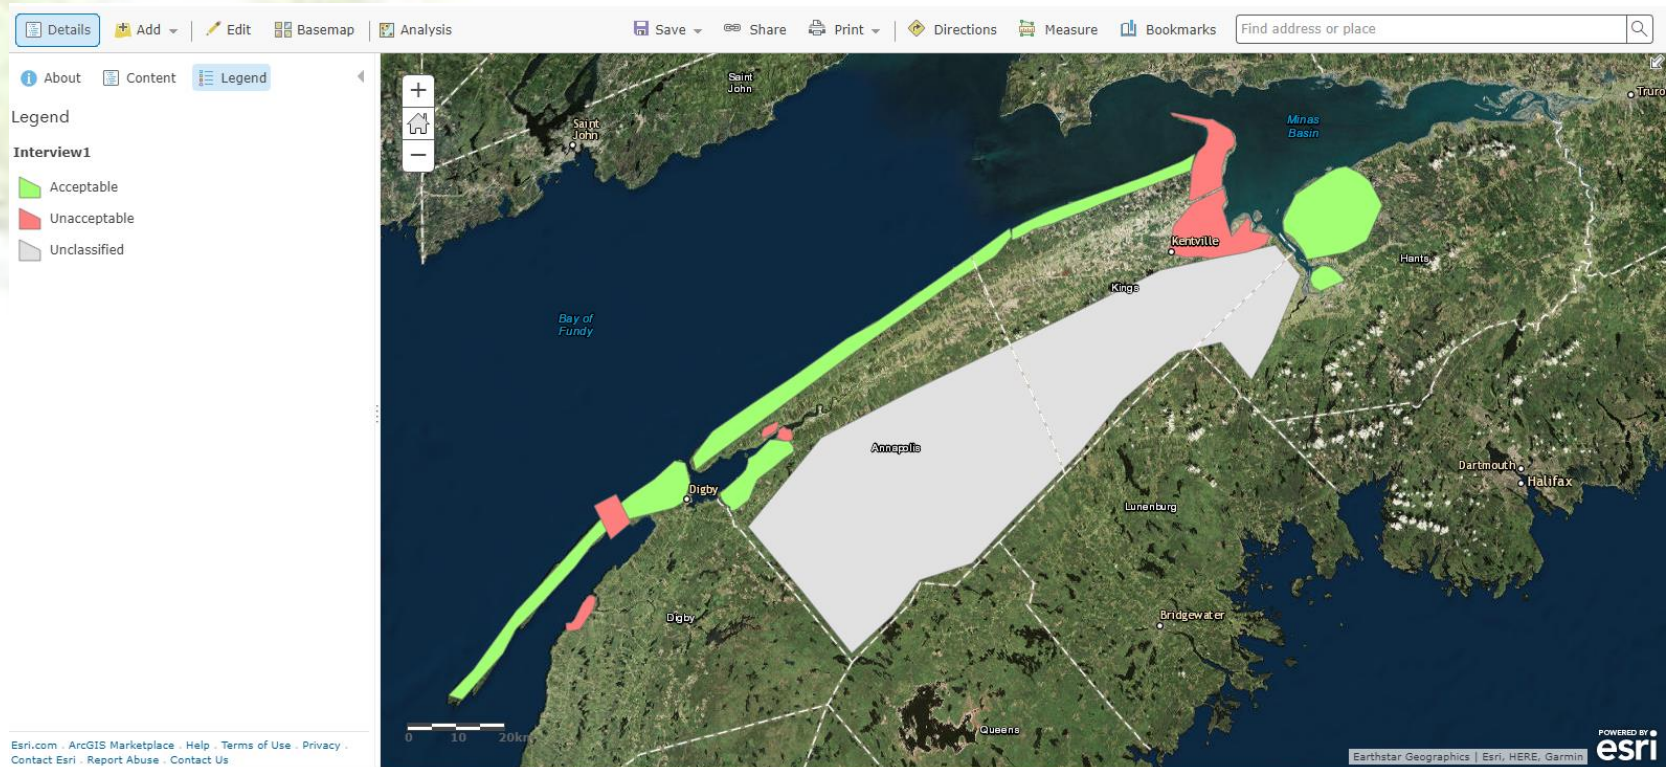 Details
Add
Edit
Basemap
Analysis
Save
Share
Print
Directions
Measure
Bookmarks
Find address or place
About
Content
Legend
Legend
Interview1
Acceptable
Unacceptable
Unclassified
Saint
John
Saint
John
Truro
Minas
Basin
Kentville
Hants
Kings
Bay of
Fundy
Annapolis
Dartmouth
Halifax
Digby
Lunenburg
Digby
Bridgewater
Queens
0 10 20km
Esri.com . ArcGIS Marketplace . Help . Terms of Use . Privacy .
Contact Esri . Report Abuse . Contact Us
POWERED BY
esri
Earthstar Geographics | Esri, HERE, Garmin